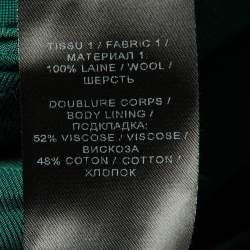 TISSU 1 / FABRIC 1 /
МАТЕРИАЛ 1.
100% LAINE / WOOL /
ШЕРСТЬ
DOUBLURE CORPS /
BODY LINING /
ПОДКЛАДКА:
52% VISCOSE / VISCOSE /
ВИСКОЗА
48% COTON / COTTON /
ХЛОПОК